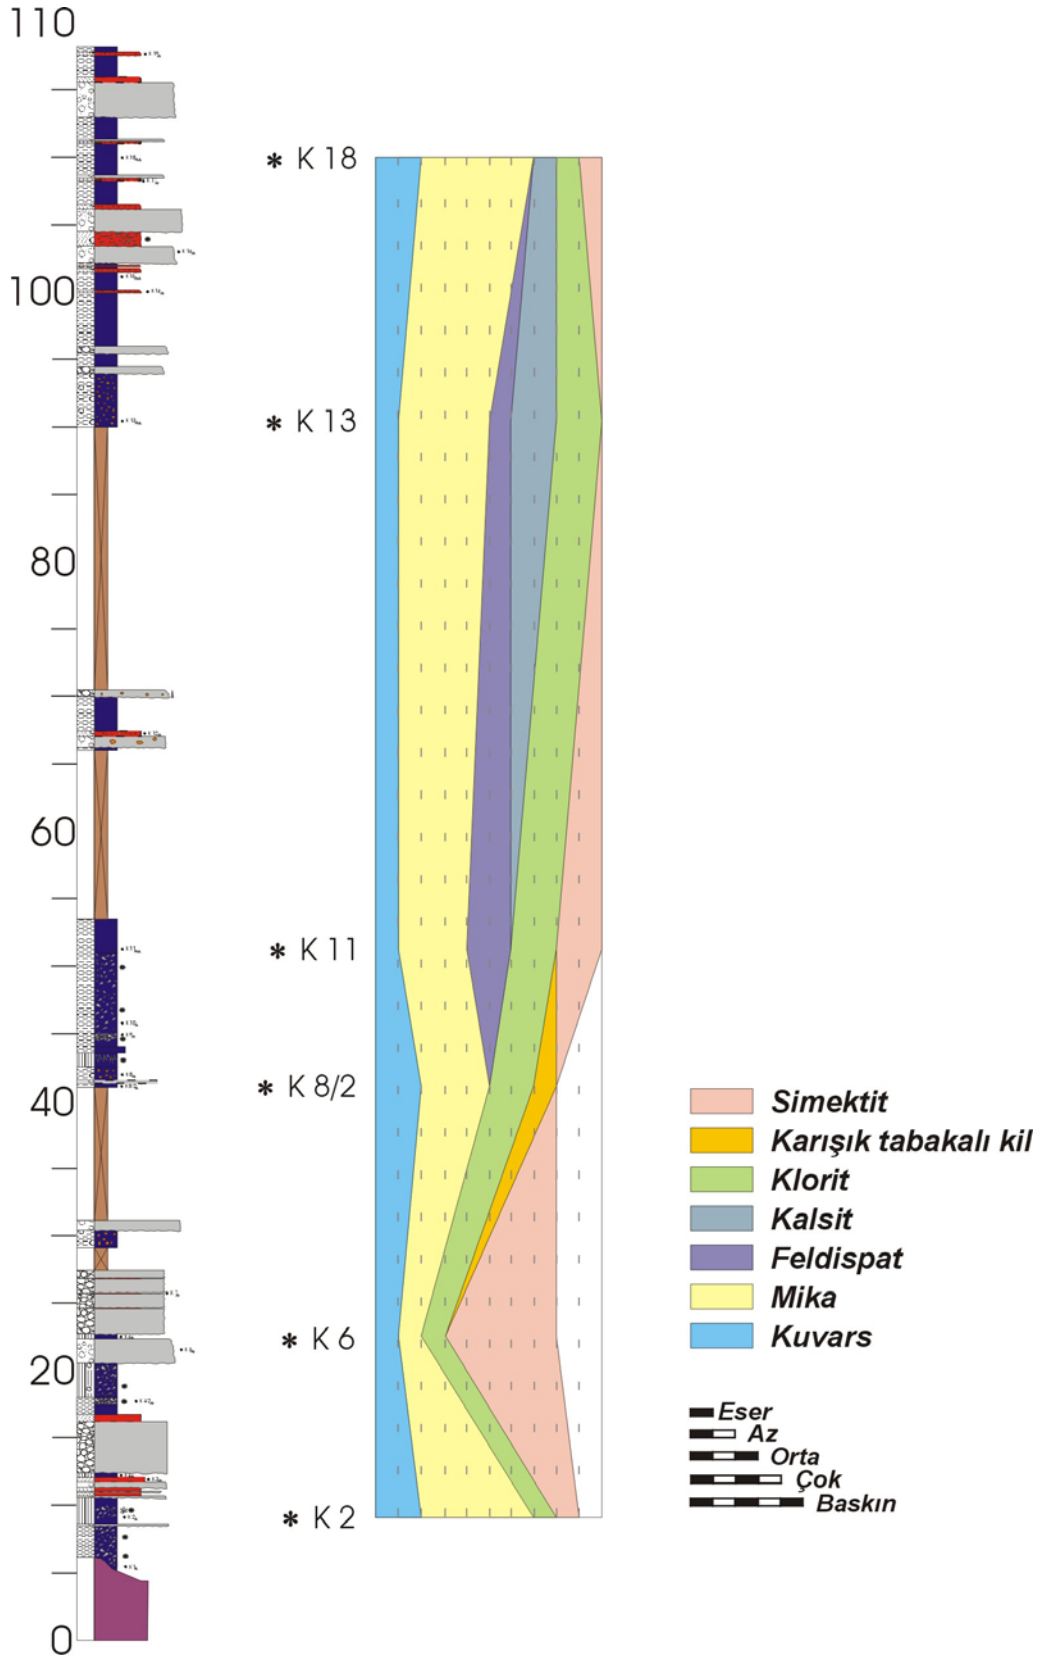 110
100
80
60
40
20
0
* K 18
* K 13
* K 11
* K 8/2
* K 6
* K 2
Simektit
Karışık tabakalı kil
Klorit
Kalsit
Feldispat
Mika
Kuvars
Eser
Az
Orta
Çok
Baskın